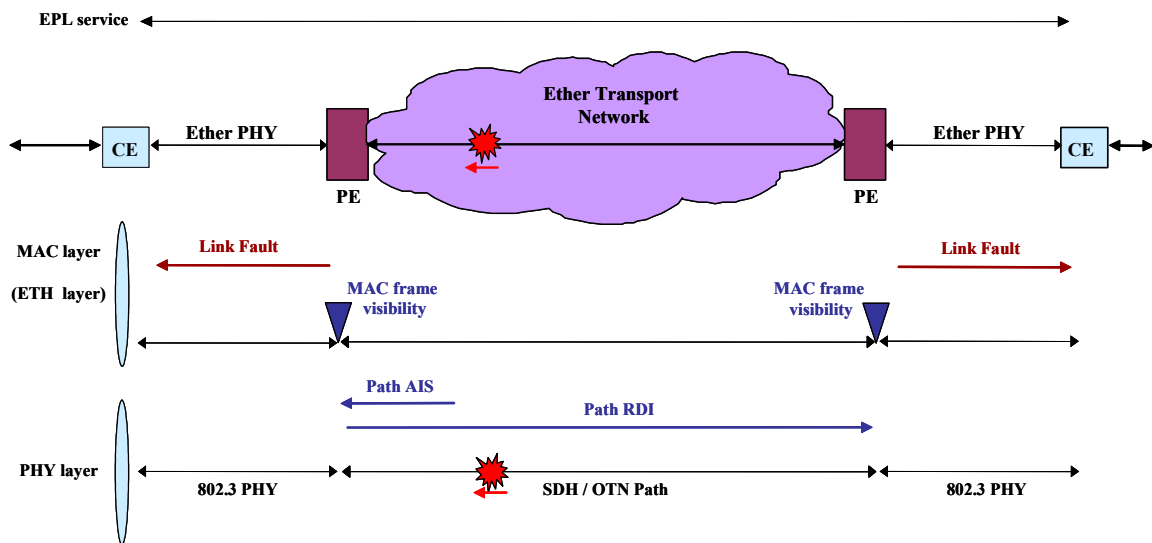 EPL service
Ether Transport
Network
Ether PHY
Ether PHY
CE
CE
PE
PE
MAC layer
(ETH layer)
Link Fault
Link Fault
MAC frame
visibility
MAC frame
visibility
Path AIS
Path RDI
PHY layer
802.3 PHY
SDH / OTN Path
802.3 PHY